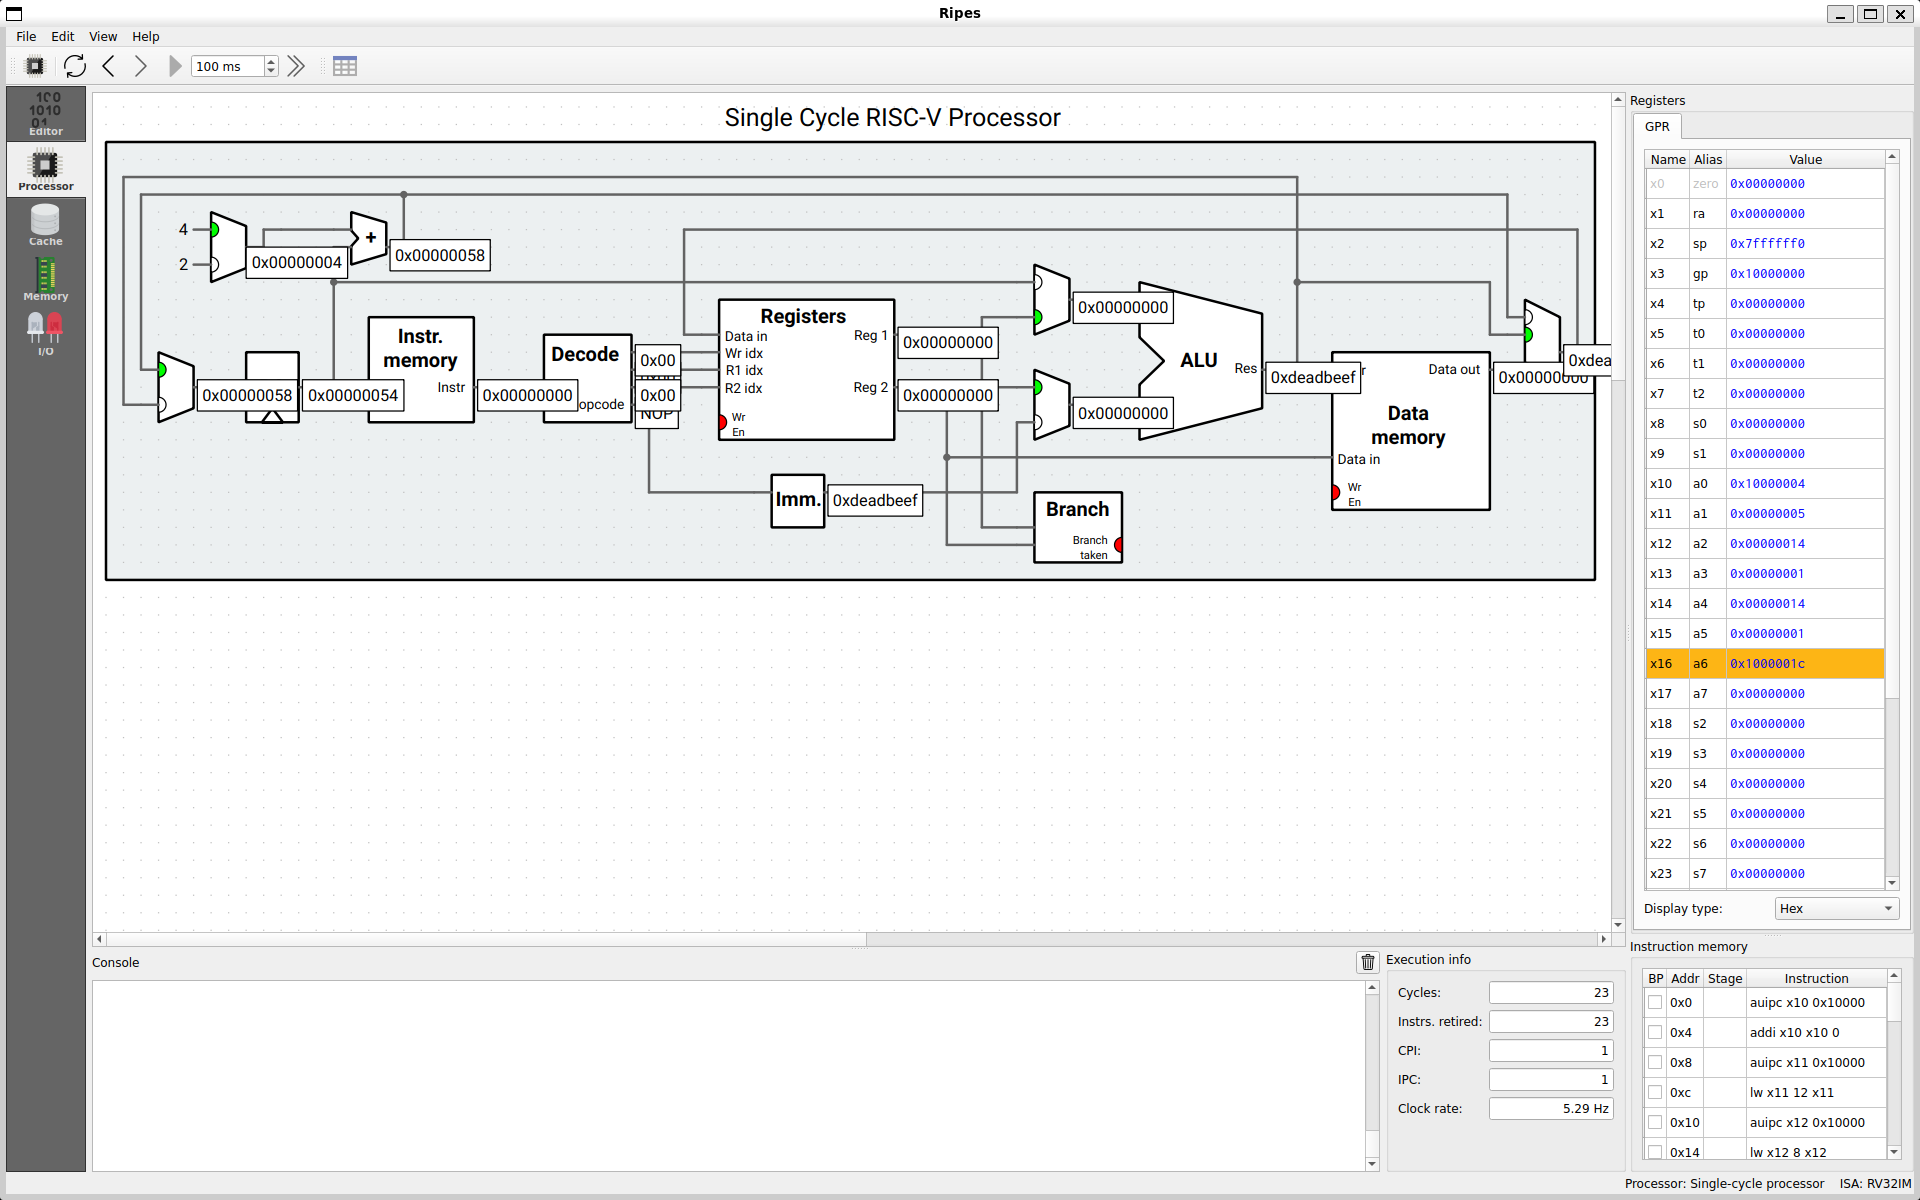 Ripes
File Edit View Help
100 ms
Editor
Processor
Cache
Memory
I/O
Single Cycle RISC-V Processor
4
2
0x00000004
+
0x00000058
0x00000058
0x00000054
Instr.
memory
Instr
0x00000000
Decode
opcode
0x00
0x00
NOP
Registers
Data in
Wr idx
R1 idx
R2 idx
Wr
En
Reg 1
Reg 2
0x00000000
0x00000000
Imm.
0xdeadbeef
0x00000000
0x00000000
ALU
Res
0xdeadbeef
r
Branch
Branch
taken
Data out
Data
memory
Data in
Wr
En
0x00000000
0xdea
Registers
GPR
Name Alias Value
x0 zero 0x00000000
x1 ra 0x00000000
x2 sp 0x7ffffff0
x3 gp 0x10000000
x4 tp 0x00000000
x5 t0 0x00000000
x6 t1 0x00000000
x7 t2 0x00000000
x8 s0 0x00000000
x9 s1 0x00000000
x10 a0 0x10000004
x11 a1 0x00000005
x12 a2 0x00000014
x13 a3 0x00000001
x14 a4 0x00000014
x15 a5 0x00000001
x16 a6 0x1000001c
x17 a7 0x00000000
x18 s2 0x00000000
x19 s3 0x00000000
x20 s4 0x00000000
x21 s5 0x00000000
x22 s6 0x00000000
x23 s7 0x00000000
Display type: Hex
Console
Execution info
Cycles: 23
Instrs. retired: 23
CPI: 1
IPC: 1
Clock rate: 5.29 Hz
Instruction memory
BP Addr Stage Instruction
0x0 auipc x10 0x10000
0x4 addi x10 x10 0
0x8 auipc x11 0x10000
0xc lw x11 12 x11
0x10 auipc x12 0x10000
0x14 lw x12 8 x12
Processor: Single-cycle processor ISA: RV32IM